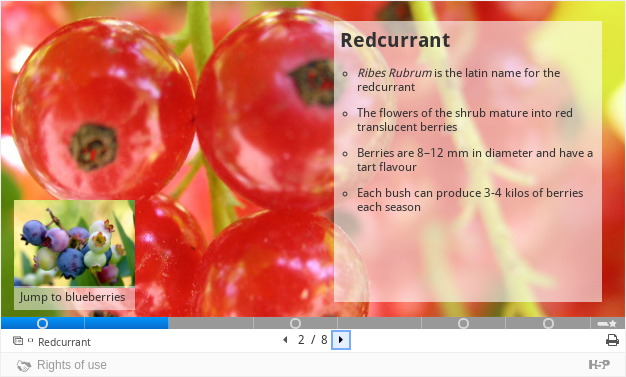 Redcurrant
Ribes Rubrum is the latin name for the
redcurrant
The flowers of the shrub mature into red
translucent berries
Berries are 8–12 mm in diameter and have a
tart flavour
Each bush can produce 3-4 kilos of berries
each season
Jump to blueberries
Redcurrant
2 / 8
Rights of use
H5P